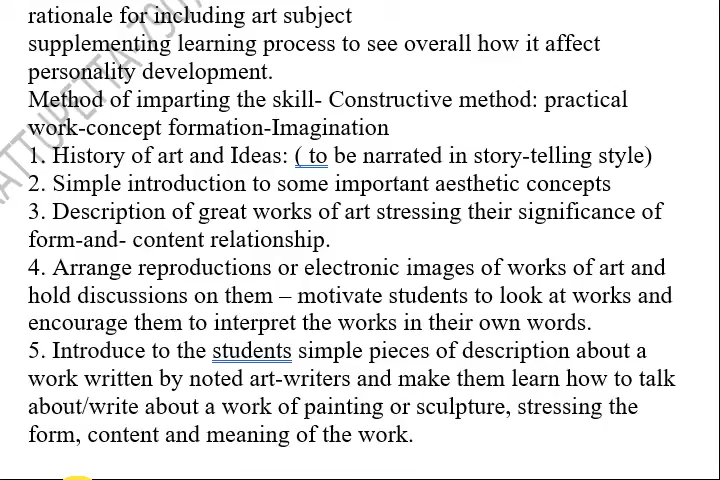 rationale for including art subject
supplementing learning process to see overall how it affect
personality development.
Method of imparting the skill- Constructive method: practical
work-concept formation-Imagination
1. History of art and Ideas: ( to be narrated in story-telling style)
2. Simple introduction to some important aesthetic concepts
3. Description of great works of art stressing their significance of
form-and- content relationship.
4. Arrange reproductions or electronic images of works of art and
hold discussions on them – motivate students to look at works and
encourage them to interpret the works in their own words.
5. Introduce to the students simple pieces of description about a
work written by noted art-writers and make them learn how to talk
about/write about a work of painting or sculpture, stressing the
form, content and meaning of the work.